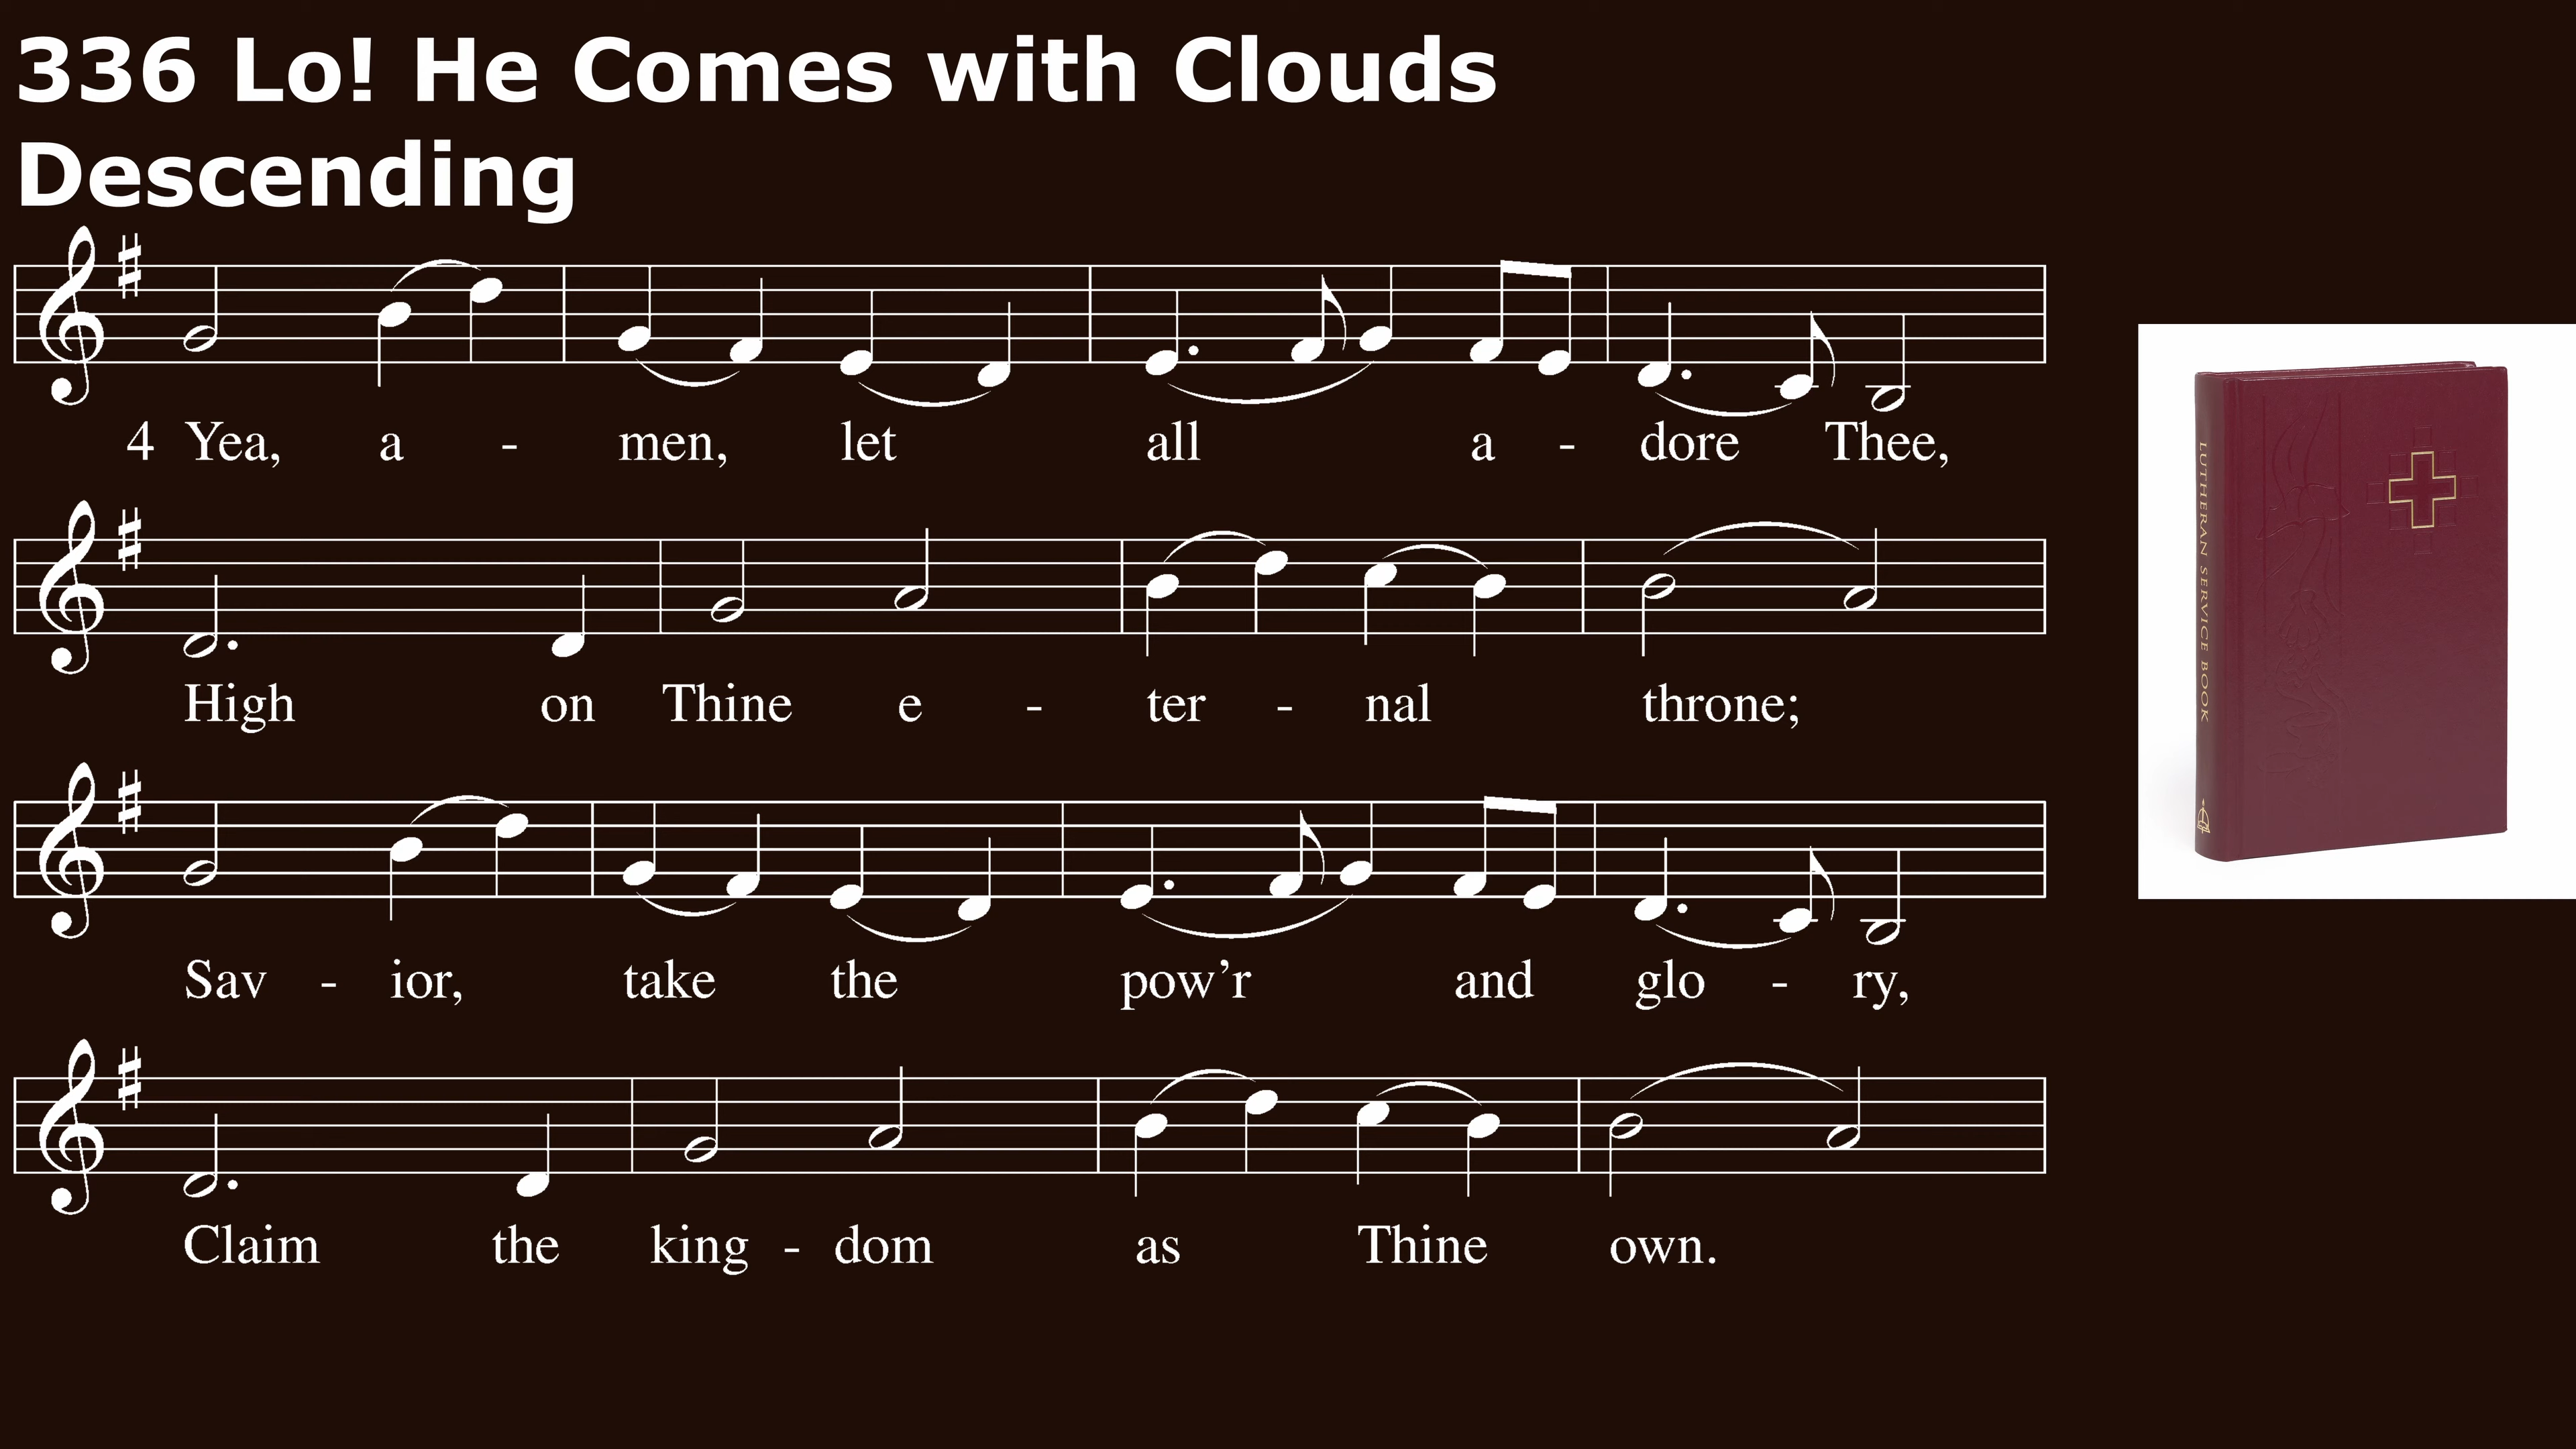 336 Lo! He Comes with Clouds
Descending
4 Yea, a - men, let all a - dore Thee,
High on Thine e - ter - nal throne;
Sav - ior, take the pow’r and glo - ry,
Claim the king - dom as Thine own.
LUTHERAN SERVICE BOOK